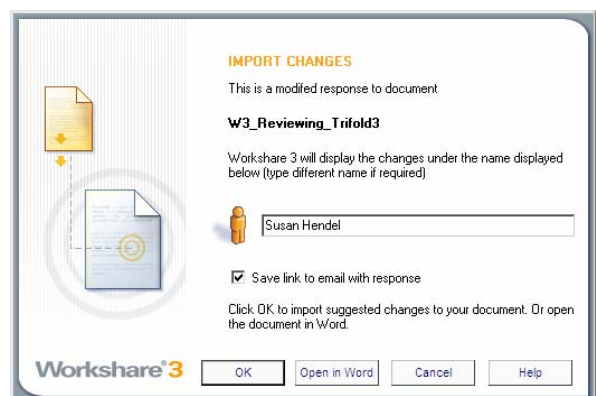 IMPORT CHANGES
This is a modifed response to document
W3_Reviewing_Trifold3
Workshare 3 will display the changes under the name displayed
below (type different name if required)
Susan Hendel
Save link to email with response
Click OK to import suggested changes to your document. Or open
the document in Word.
Workshare® 3
OK
Open in Word
Cancel
Help